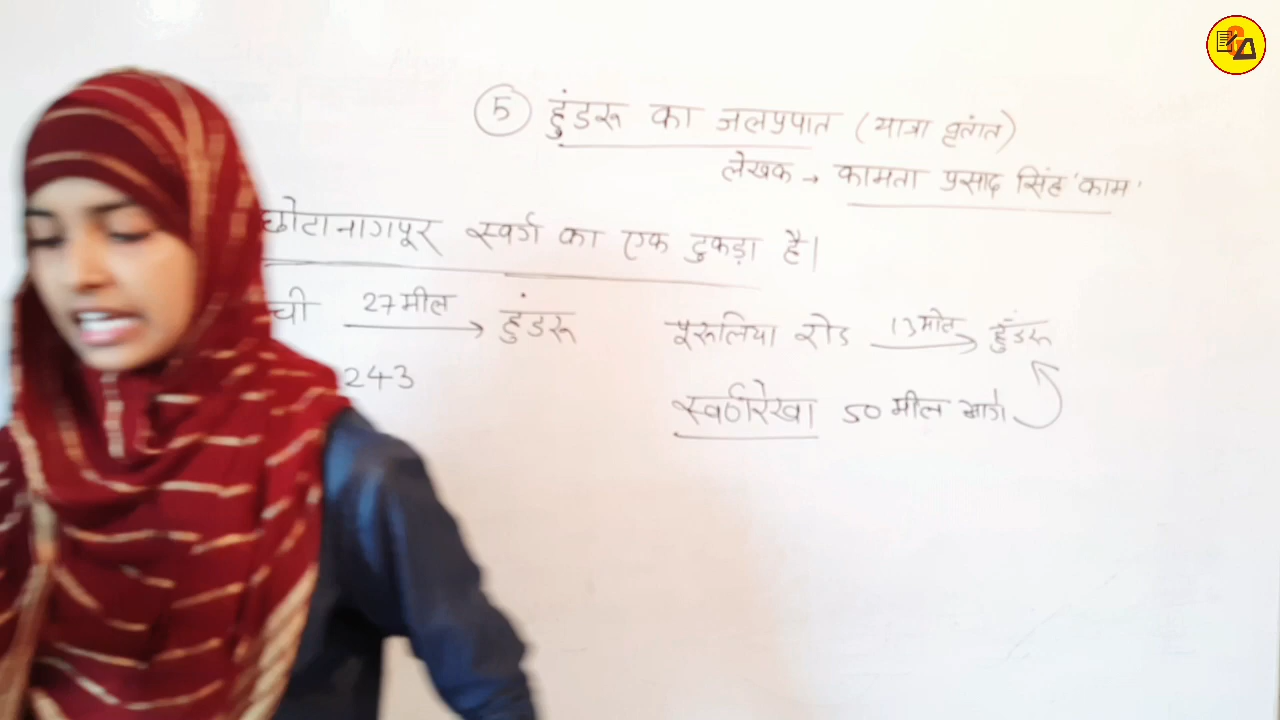 5 हुंडरू का जलप्रपात (यात्रा वृतांत)
लेखक → कामता प्रसाद सिंह 'काम'
छोटानागपूर स्वर्ग का एक टुकड़ा है।
ची 27 मील → हुंडरू
पूरूलिया रोड 13 मील → हुँडरू
243
स्वर्णरेखा 50 मील आगे